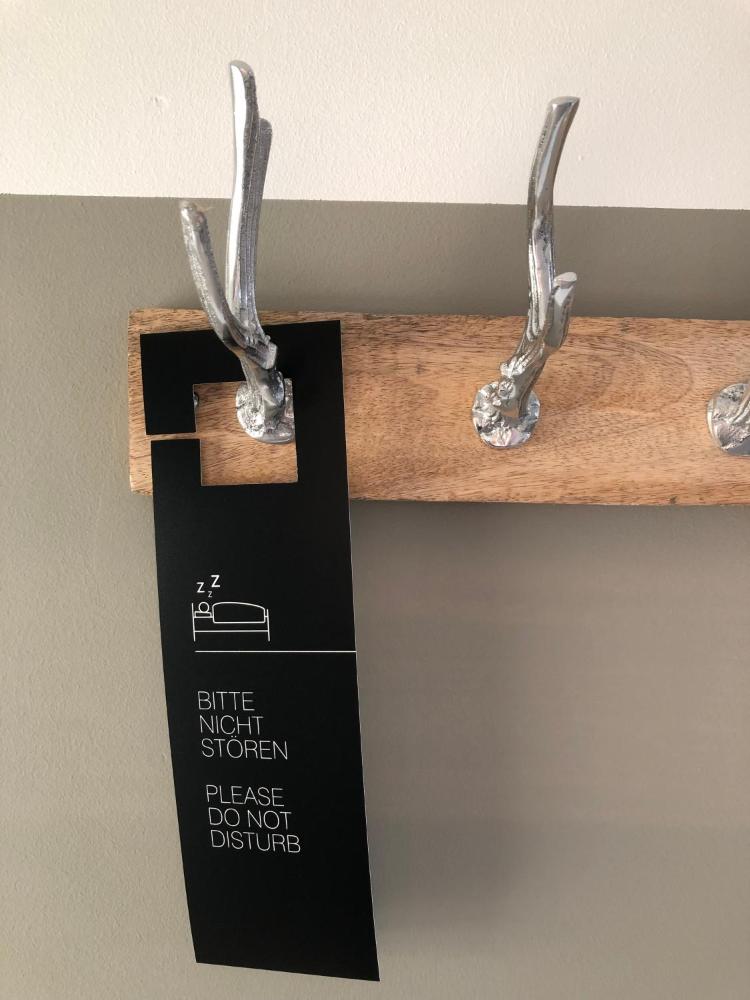 z z Z
BITTE
NICHT
STÖREN
PLEASE
DO NOT
DISTURB